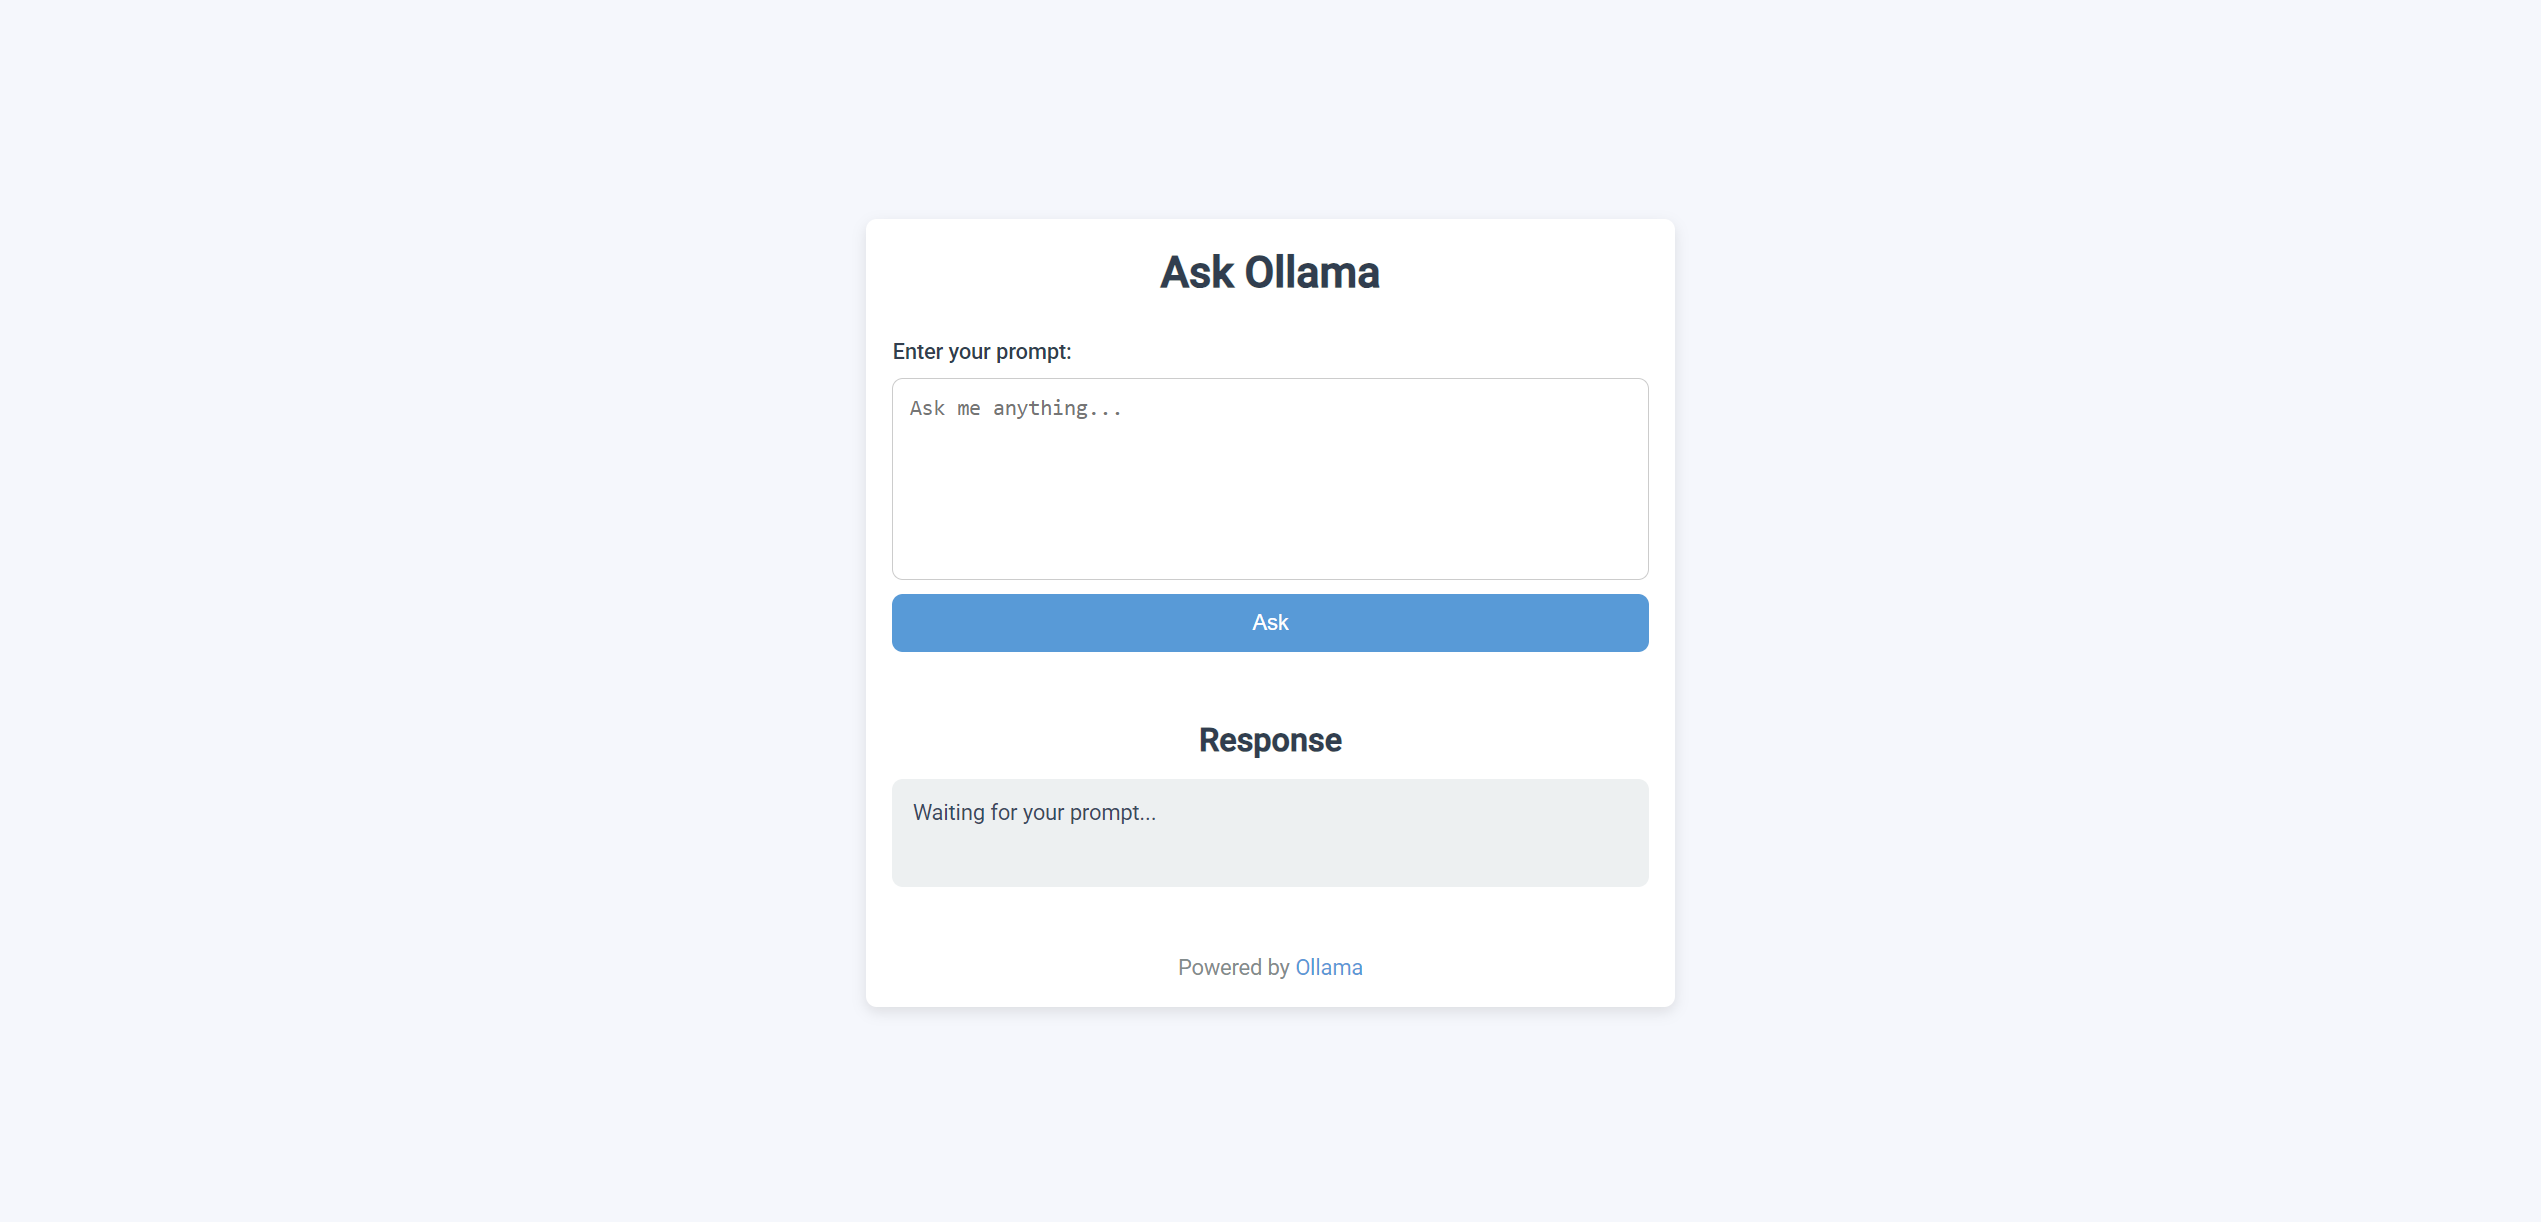 Ask Ollama
Enter your prompt:
Ask me anything...
Ask
Response
Waiting for your prompt...
Powered by Ollama